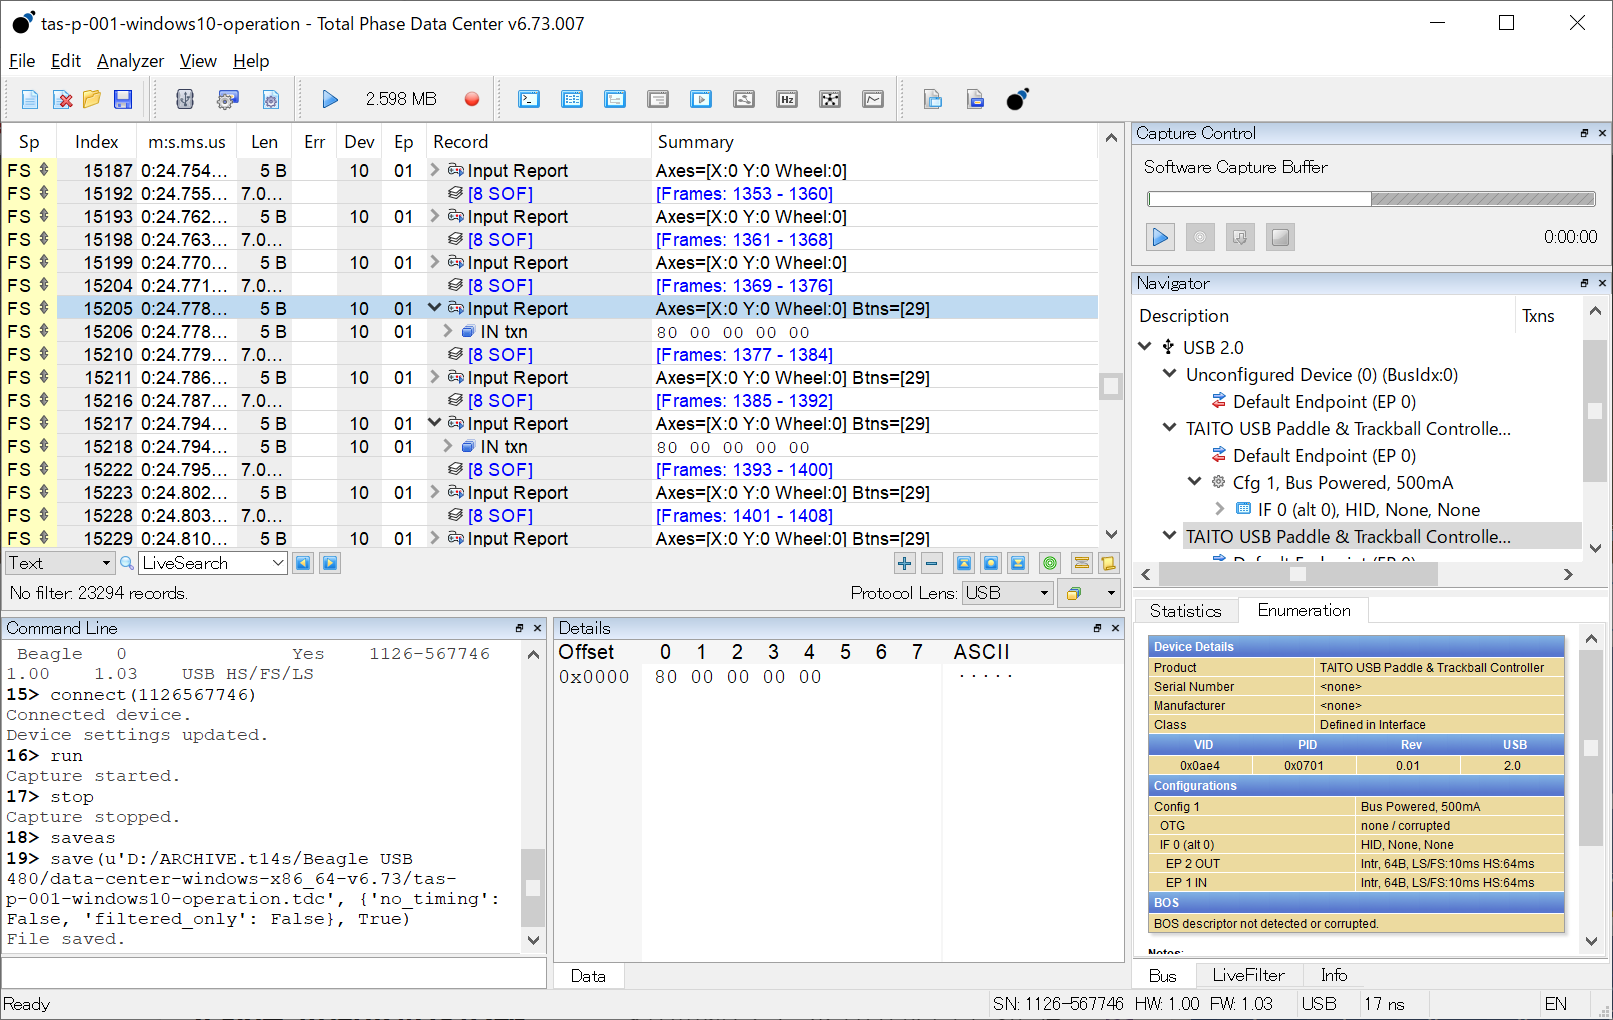 tas-p-001-windows10-operation - Total Phase Data Center v6.73.007
File Edit Analyzer View Help
2.598 MB
Hz
Sp Index m:s.ms.us Len Err Dev Ep Record Summary
FS 15187 0:24.754... 5 B 10 01 Input Report Axes=[X:0 Y:0 Wheel:0]
FS 15192 0:24.755... 7.0... [8 SOF] [Frames: 1353 - 1360]
FS 15193 0:24.762... 5 B 10 01 Input Report Axes=[X:0 Y:0 Wheel:0]
FS 15198 0:24.763... 7.0... [8 SOF] [Frames: 1361 - 1368]
FS 15199 0:24.770... 5 B 10 01 Input Report Axes=[X:0 Y:0 Wheel:0]
FS 15204 0:24.771... 7.0... [8 SOF] [Frames: 1369 - 1376]
FS 15205 0:24.778... 5 B 10 01 Input Report Axes=[X:0 Y:0 Wheel:0] Btns=[29]
FS 15206 0:24.778... 5 B 10 01 IN txn 80 00 00 00 00
FS 15210 0:24.779... 7.0... [8 SOF] [Frames: 1377 - 1384]
FS 15211 0:24.786... 5 B 10 01 Input Report Axes=[X:0 Y:0 Wheel:0] Btns=[29]
FS 15216 0:24.787... 7.0... [8 SOF] [Frames: 1385 - 1392]
FS 15217 0:24.794... 5 B 10 01 Input Report Axes=[X:0 Y:0 Wheel:0] Btns=[29]
FS 15218 0:24.794... 5 B 10 01 IN txn 80 00 00 00 00
FS 15222 0:24.795... 7.0... [8 SOF] [Frames: 1393 - 1400]
FS 15223 0:24.802... 5 B 10 01 Input Report Axes=[X:0 Y:0 Wheel:0] Btns=[29]
FS 15228 0:24.803... 7.0... [8 SOF] [Frames: 1401 - 1408]
FS 15229 0:24.810... 5 B 10 01 Input Report Axes=[X:0 Y:0 Wheel:0] Btns=[29]
Text LiveSearch
No filter: 23294 records. Protocol Lens: USB
Capture Control
Software Capture Buffer
0:00:00
Navigator
Description Txns
USB 2.0
Unconfigured Device (0) (BusIdx:0)
Default Endpoint (EP 0)
TAITO USB Paddle & Trackball Controlle...
Default Endpoint (EP 0)
Cfg 1, Bus Powered, 500mA
IF 0 (alt 0), HID, None, None
TAITO USB Paddle & Trackball Controlle...
Default Endpoint (EP 0)
Command Line
Beagle 0 Yes 1126-567746
1.00 1.03 USB HS/FS/LS
15> connect(1126567746)
Connected device.
Device settings updated.
16> run
Capture started.
17> stop
Capture stopped.
18> saveas
19> save(u'D:/ARCHIVE.t14s/Beagle USB
480/data-center-windows-x86_64-v6.73/tas-
p-001-windows10-operation.tdc', {'no_timing':
False, 'filtered_only': False}, True)
File saved.
Details
Offset 0 1 2 3 4 5 6 7 ASCII
0x0000 80 00 00 00 00 .....
Data
Statistics Enumeration
Device Details
Product TAITO USB Paddle & Trackball Controller
Serial Number <none>
Manufacturer <none>
Class Defined in Interface
VID PID Rev USB
0x0ae4 0x0701 0.01 2.0
Configurations
Config 1 Bus Powered, 500mA
OTG none / corrupted
IF 0 (alt 0) HID, None, None
EP 2 OUT Intr, 64B, LS/FS:10ms HS:64ms
EP 1 IN Intr, 64B, LS/FS:10ms HS:64ms
BOS
BOS descriptor not detected or corrupted.
Notes:
Bus LiveFilter Info
Ready SN: 1126-567746 HW: 1.00 FW: 1.03 USB 17 ns EN